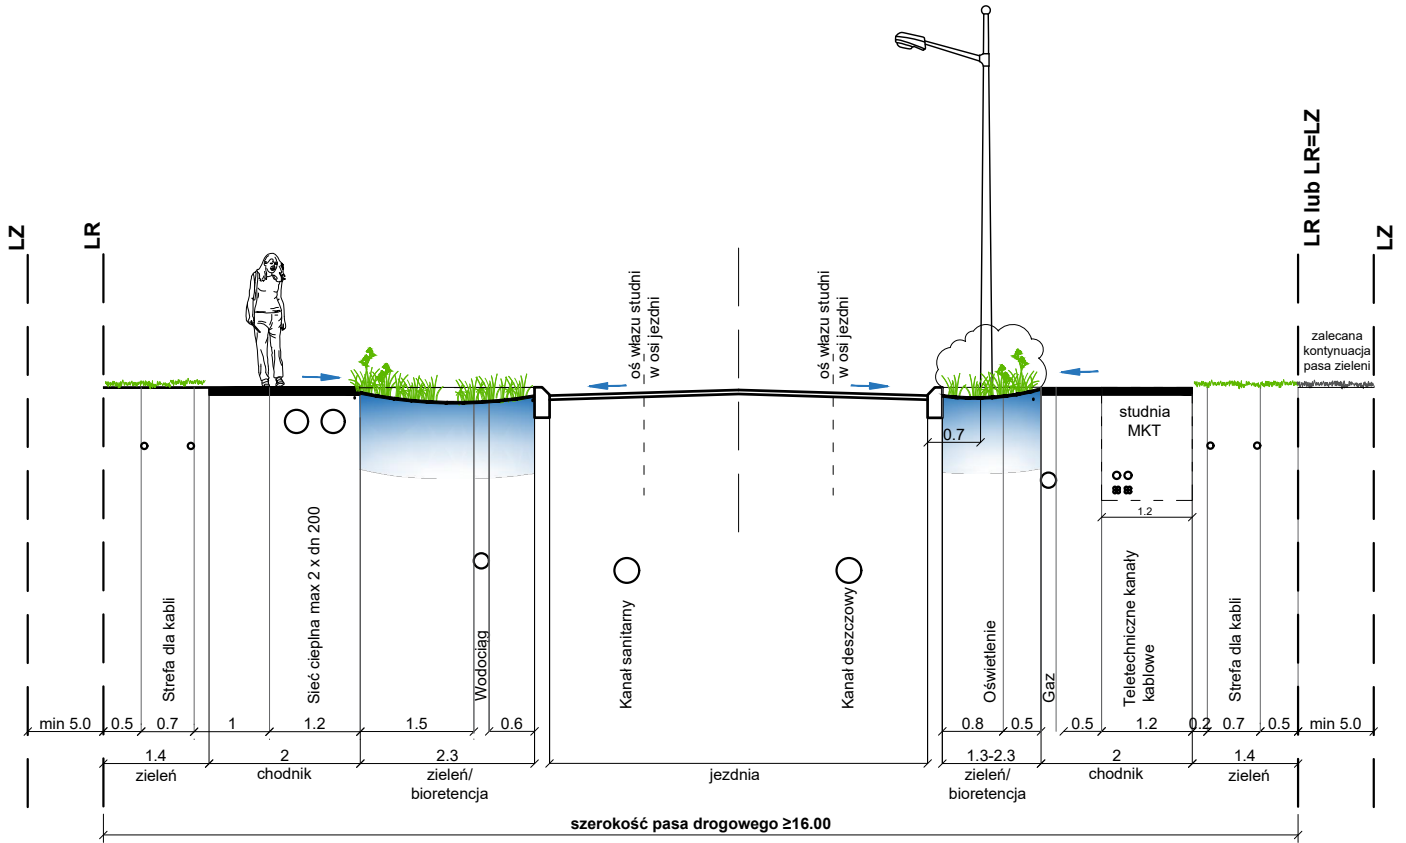 LZ
LR
LR lub LR=LZ
LZ
oś włazu studni
w osi jezdni
oś włazu studni
w osi jezdni
zalecana
kontynuacja
pasa zieleni
studnia
MKT
0.7
1.2
Strefa dla kabli
Sieć cieplna max 2 x dn 200
Wodociąg
Kanał sanitarny
Kanał deszczowy
Oświetlenie
Gaz
Teletechniczne kanały
kablowe
Strefa dla kabli
min 5.0 0.5 0.7 1 1.2 1.5 0.6 0.8 0.5 0.5 1.2 0.2 0.7 0.5 min 5.0
1.4 2 2.3 1.3-2.3 2 1.4
zieleń chodnik zieleń/ jezdnia zieleń/ chodnik zieleń
bioretencja bioretencja
szerokość pasa drogowego ≥16.00